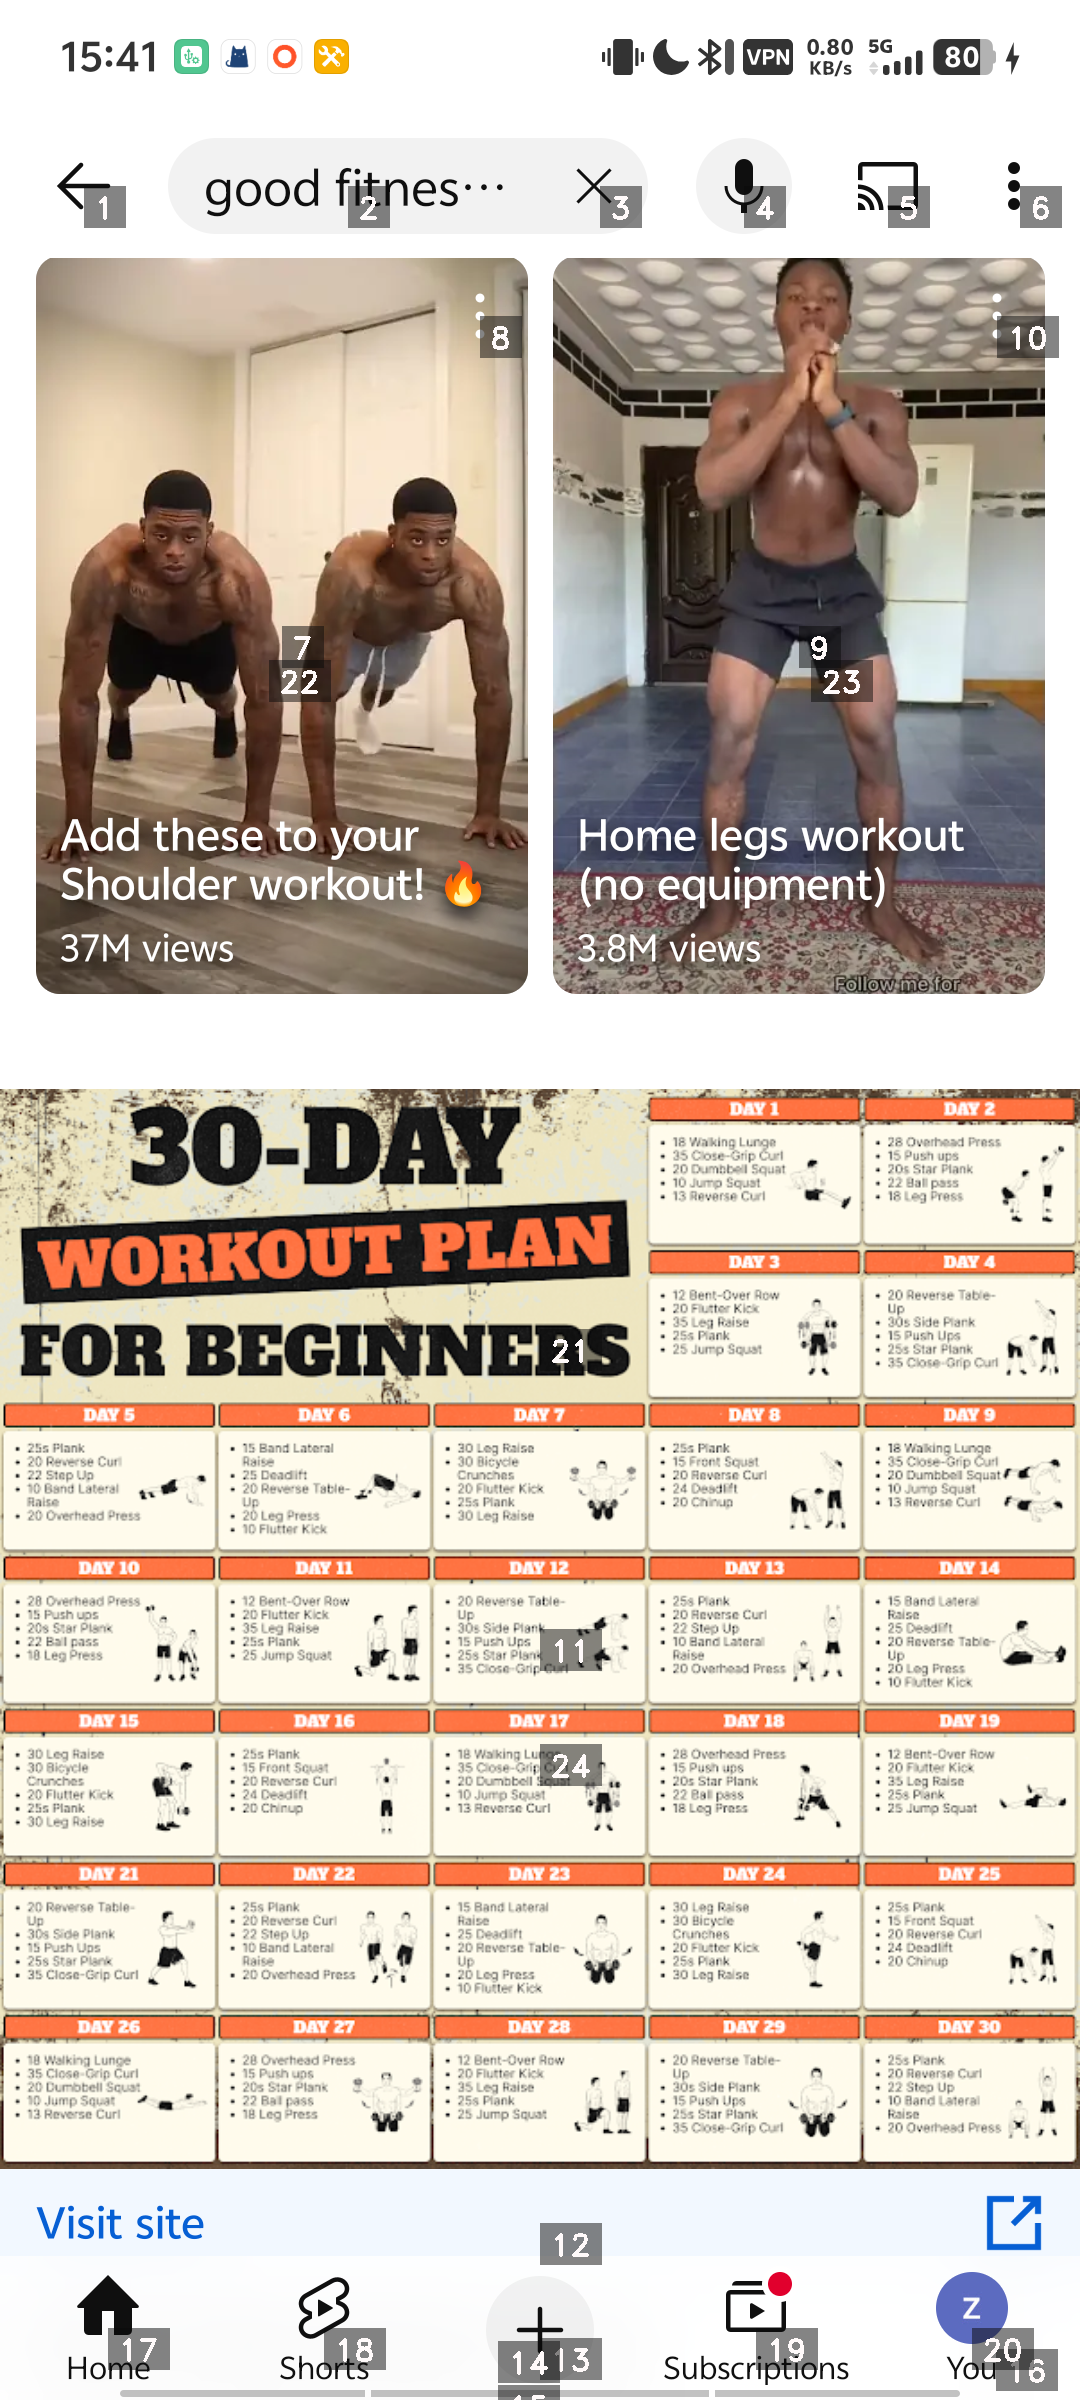 15:41
VPN
0.80 KB/s
5G
80
good fitnes…
1
2
3
4
5
6
8
10
7
22
9
23
Add these to your
Shoulder workout! 🔥
37M views
Home legs workout
(no equipment)
3.8M views
Follow me for
30-DAY
WORKOUT PLAN
FOR BEGINNERS
21
DAY 1
• 18 Walking Lunge
• 35 Close-Grip Curl
• 20 Dumbbell Squat
• 10 Jump Squat
• 13 Reverse Curl
DAY 2
• 28 Overhead Press
• 15 Push ups
• 20s Star Plank
• 22 Ball pass
• 18 Leg Press
DAY 3
• 12 Bent-Over Row
• 20 Flutter Kick
• 35 Leg Raise
• 25s Plank
• 25 Jump Squat
DAY 4
• 20 Reverse Table-
Up
• 30s Side Plank
• 15 Push Ups
• 25s Star Plank
• 35 Close-Grip Curl
DAY 5
• 25s Plank
• 20 Reverse Curl
• 22 Step Up
• 10 Band Lateral
Raise
• 20 Overhead Press
DAY 6
• 15 Band Lateral
Raise
• 25 Deadlift
• 20 Reverse Table-
Up
• 20 Leg Press
• 10 Flutter Kick
DAY 7
• 30 Leg Raise
• 30 Bicycle
Crunches
• 20 Flutter Kick
• 25s Plank
• 30 Leg Raise
DAY 8
• 25s Plank
• 15 Front Squat
• 20 Reverse Curl
• 24 Deadlift
• 20 Chinup
DAY 9
• 18 Walking Lunge
• 35 Close-Grip Curl
• 20 Dumbbell Squat
• 10 Jump Squat
• 13 Reverse Curl
DAY 10
• 28 Overhead Press
• 15 Push ups
• 20s Star Plank
• 22 Ball pass
• 18 Leg Press
DAY 11
• 12 Bent-Over Row
• 20 Flutter Kick
• 35 Leg Raise
• 25s Plank
• 25 Jump Squat
DAY 12
• 20 Reverse Table-
Up
• 30s Side Plank
• 15 Push Ups
• 25s Star Plank
• 35 Close-Grip Curl
11
DAY 13
• 25s Plank
• 20 Reverse Curl
• 22 Step Up
• 10 Band Lateral
Raise
• 20 Overhead Press
DAY 14
• 15 Band Lateral
Raise
• 25 Deadlift
• 20 Reverse Table-
Up
• 20 Leg Press
• 10 Flutter Kick
DAY 15
• 30 Leg Raise
• 30 Bicycle
Crunches
• 20 Flutter Kick
• 25s Plank
• 30 Leg Raise
DAY 16
• 25s Plank
• 15 Front Squat
• 20 Reverse Curl
• 24 Deadlift
• 20 Chinup
DAY 17
• 18 Walking Lunge
• 35 Close-Grip Curl
• 20 Dumbbell Squat
• 10 Jump Squat
• 13 Reverse Curl
24
DAY 18
• 28 Overhead Press
• 15 Push ups
• 20s Star Plank
• 22 Ball pass
• 18 Leg Press
DAY 19
• 12 Bent-Over Row
• 20 Flutter Kick
• 35 Leg Raise
• 25s Plank
• 25 Jump Squat
DAY 21
• 20 Reverse Table-
Up
• 30s Side Plank
• 15 Push Ups
• 25s Star Plank
• 35 Close-Grip Curl
DAY 22
• 25s Plank
• 20 Reverse Curl
• 22 Step Up
• 10 Band Lateral
Raise
• 20 Overhead Press
DAY 23
• 15 Band Lateral
Raise
• 25 Deadlift
• 20 Reverse Table-
Up
• 20 Leg Press
• 10 Flutter Kick
DAY 24
• 30 Leg Raise
• 30 Bicycle
Crunches
• 20 Flutter Kick
• 25s Plank
• 30 Leg Raise
DAY 25
• 25s Plank
• 15 Front Squat
• 20 Reverse Curl
• 24 Deadlift
• 20 Chinup
DAY 26
• 18 Walking Lunge
• 35 Close-Grip Curl
• 20 Dumbbell Squat
• 10 Jump Squat
• 13 Reverse Curl
DAY 27
• 28 Overhead Press
• 15 Push ups
• 20s Star Plank
• 22 Ball pass
• 18 Leg Press
DAY 28
• 12 Bent-Over Row
• 20 Flutter Kick
• 35 Leg Raise
• 25s Plank
• 25 Jump Squat
DAY 29
• 20 Reverse Table-
Up
• 30s Side Plank
• 15 Push Ups
• 25s Star Plank
• 35 Close-Grip Curl
DAY 30
• 25s Plank
• 20 Reverse Curl
• 22 Step Up
• 10 Band Lateral
Raise
• 20 Overhead Press
Visit site
12
Z
17
18
14
13
19
20
16
Home
Shorts
Subscriptions
You